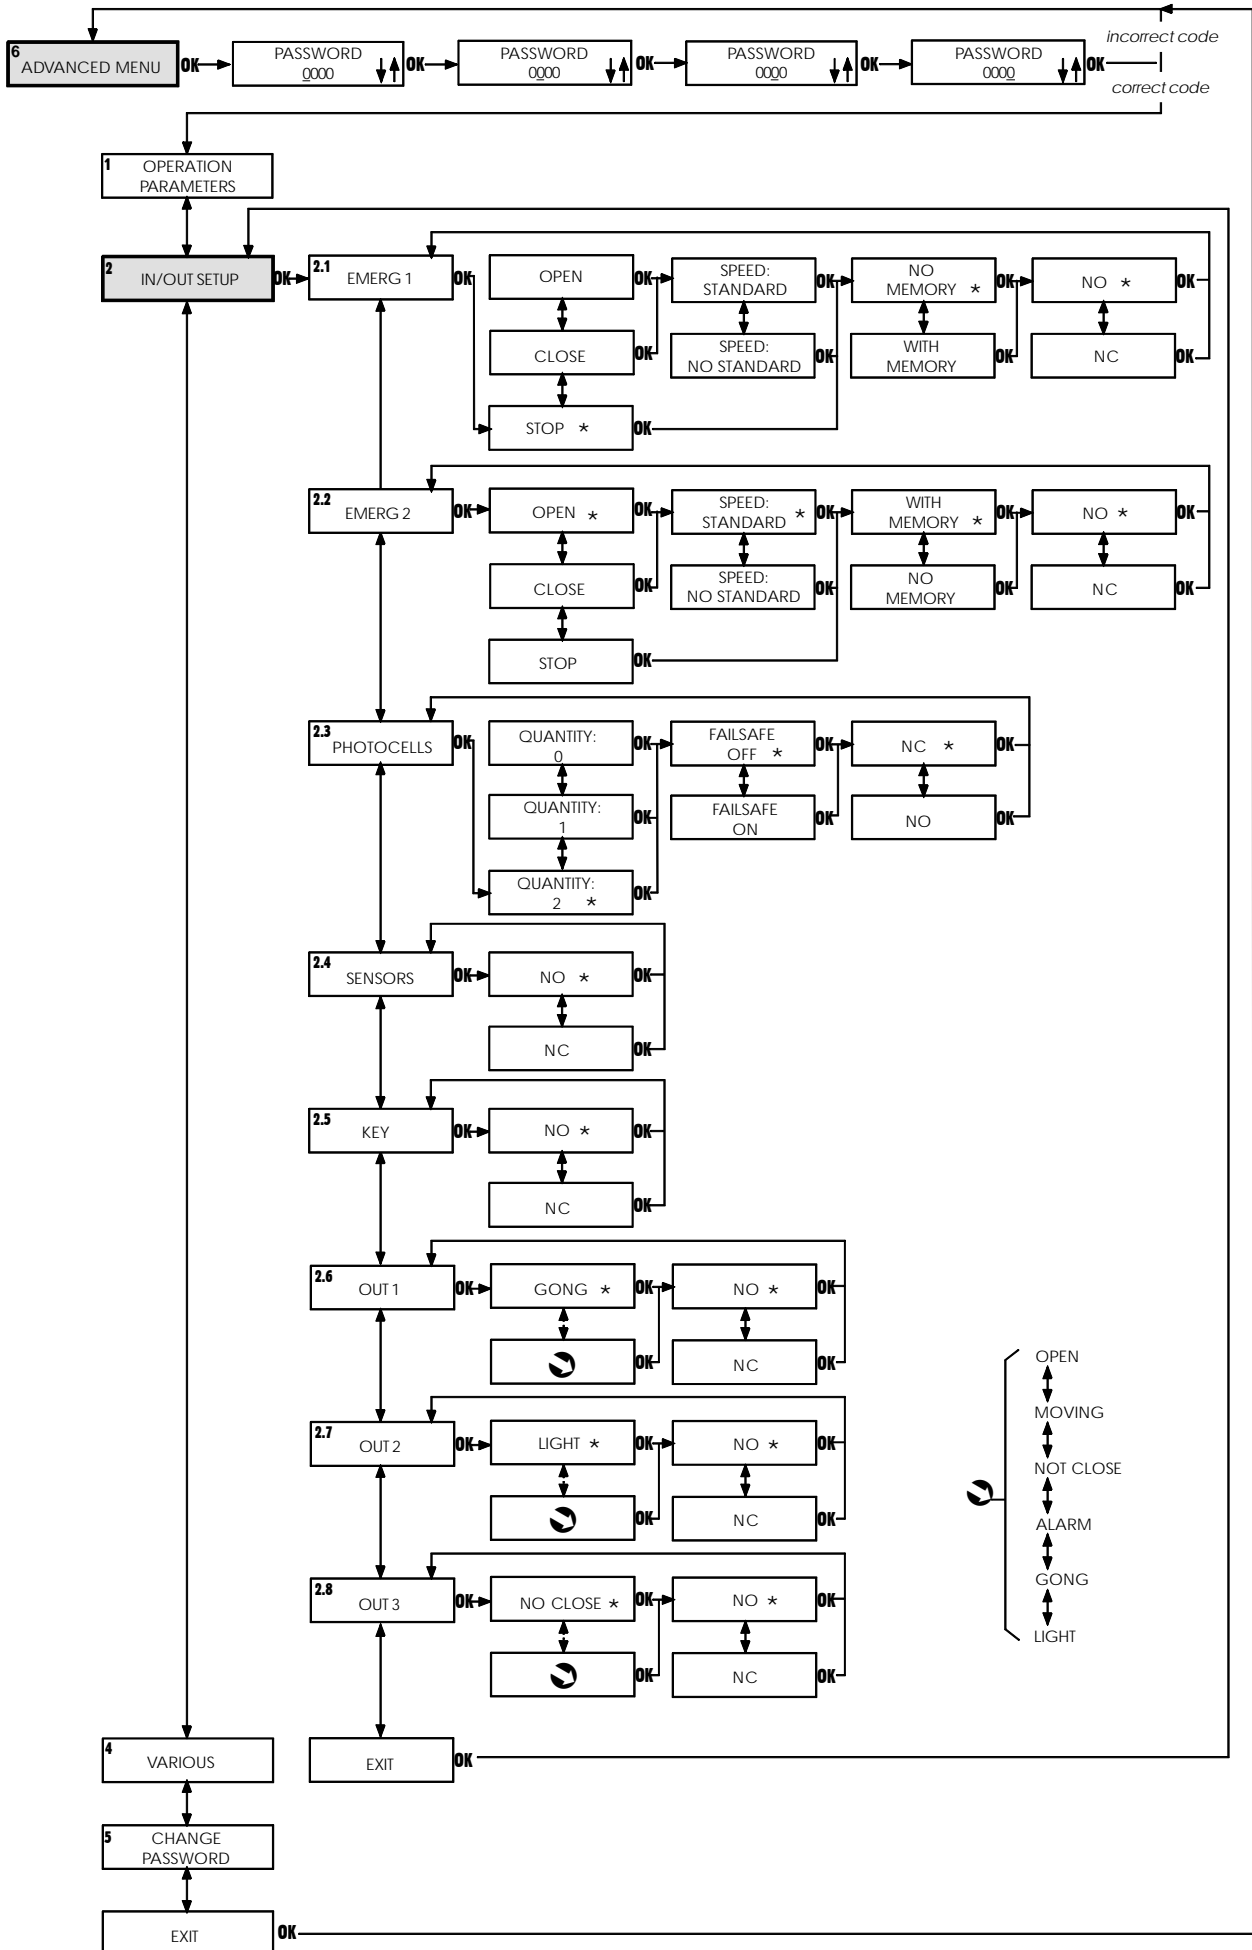 6
ADVANCED MENU
OK
PASSWORD
0000
OK
PASSWORD
0000
OK
PASSWORD
0000
OK
PASSWORD
0000
OK
incorrect code
correct code
1
OPERATION
PARAMETERS
2
IN/OUT SETUP
OK
2.1
EMERG 1
OK
OPEN
OK
SPEED:
STANDARD
OK
NO
MEMORY *
OK
NO *
OK
CLOSE
OK
SPEED:
NO STANDARD
OK
WITH
MEMORY
OK
NC
OK
STOP *
OK
2.2
EMERG 2
OK
OPEN *
OK
SPEED:
STANDARD *
OK
WITH
MEMORY *
OK
NO *
OK
CLOSE
OK
SPEED:
NO STANDARD
OK
NO
MEMORY
OK
NC
OK
STOP
OK
2.3
PHOTOCELLS
OK
QUANTITY:
0
OK
FAILSAFE
OFF *
OK
NC *
OK
QUANTITY:
1
OK
FAILSAFE
ON
OK
NO
OK
QUANTITY:
2 *
OK
2.4
SENSORS
OK
NO *
OK
NC
OK
2.5
KEY
OK
NO *
OK
NC
OK
2.6
OUT 1
OK
GONG *
OK
NO *
OK
OK
NC
OK
2.7
OUT 2
OK
LIGHT *
OK
NO *
OK
OK
NC
OK
2.8
OUT 3
OK
NO CLOSE *
OK
NO *
OK
OK
NC
OK
OPEN
MOVING
NOT CLOSE
ALARM
GONG
LIGHT
4
VARIOUS
EXIT
OK
5
CHANGE
PASSWORD
EXIT
OK